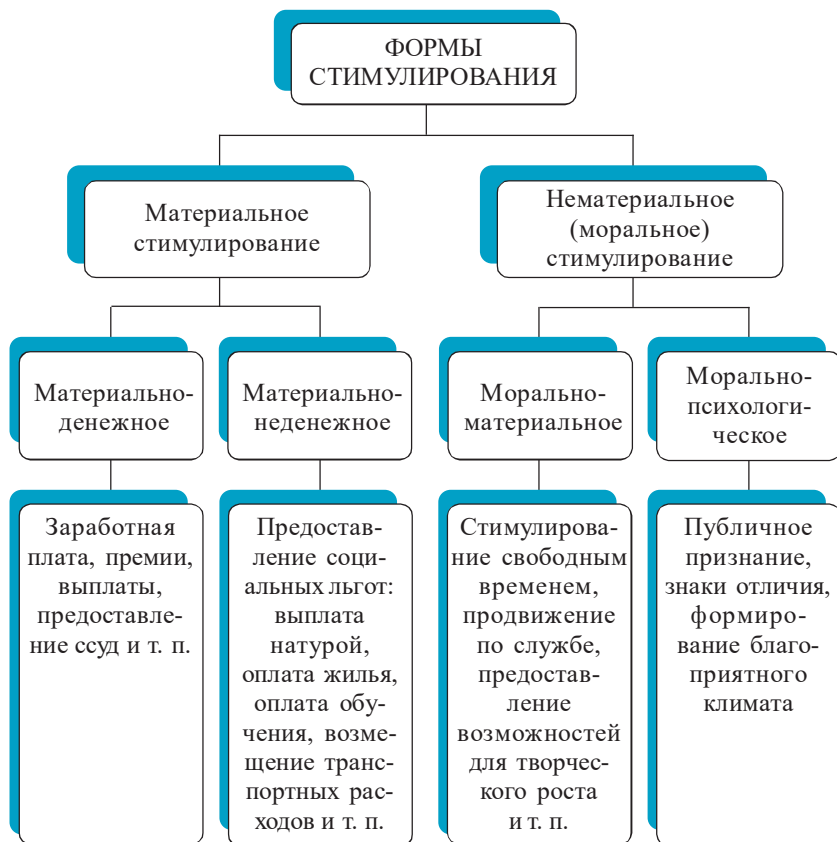 ФОРМЫ
СТИМУЛИРОВАНИЯ
Материальное
стимулирование
Нематериальное
(моральное)
стимулирование
Материально-
денежное
Материально-
неденежное
Морально-
материальное
Морально-
психологи-
ческое
Заработная
плата, премии,
выплаты,
предоставле-
ние ссуд и т. п.
Предостав-
ление соци-
альных льгот:
выплата
натурой,
оплата жилья,
оплата обу-
чения, возме-
щение транс-
портных рас-
ходов и т. п.
Стимулирова-
ние свободным
временем,
продвижение
по службе,
предостав-
ление
возможностей
для творчес-
кого роста
и т. п.
Публичное
признание,
знаки отличия,
формиро-
вание благо-
приятного
климата